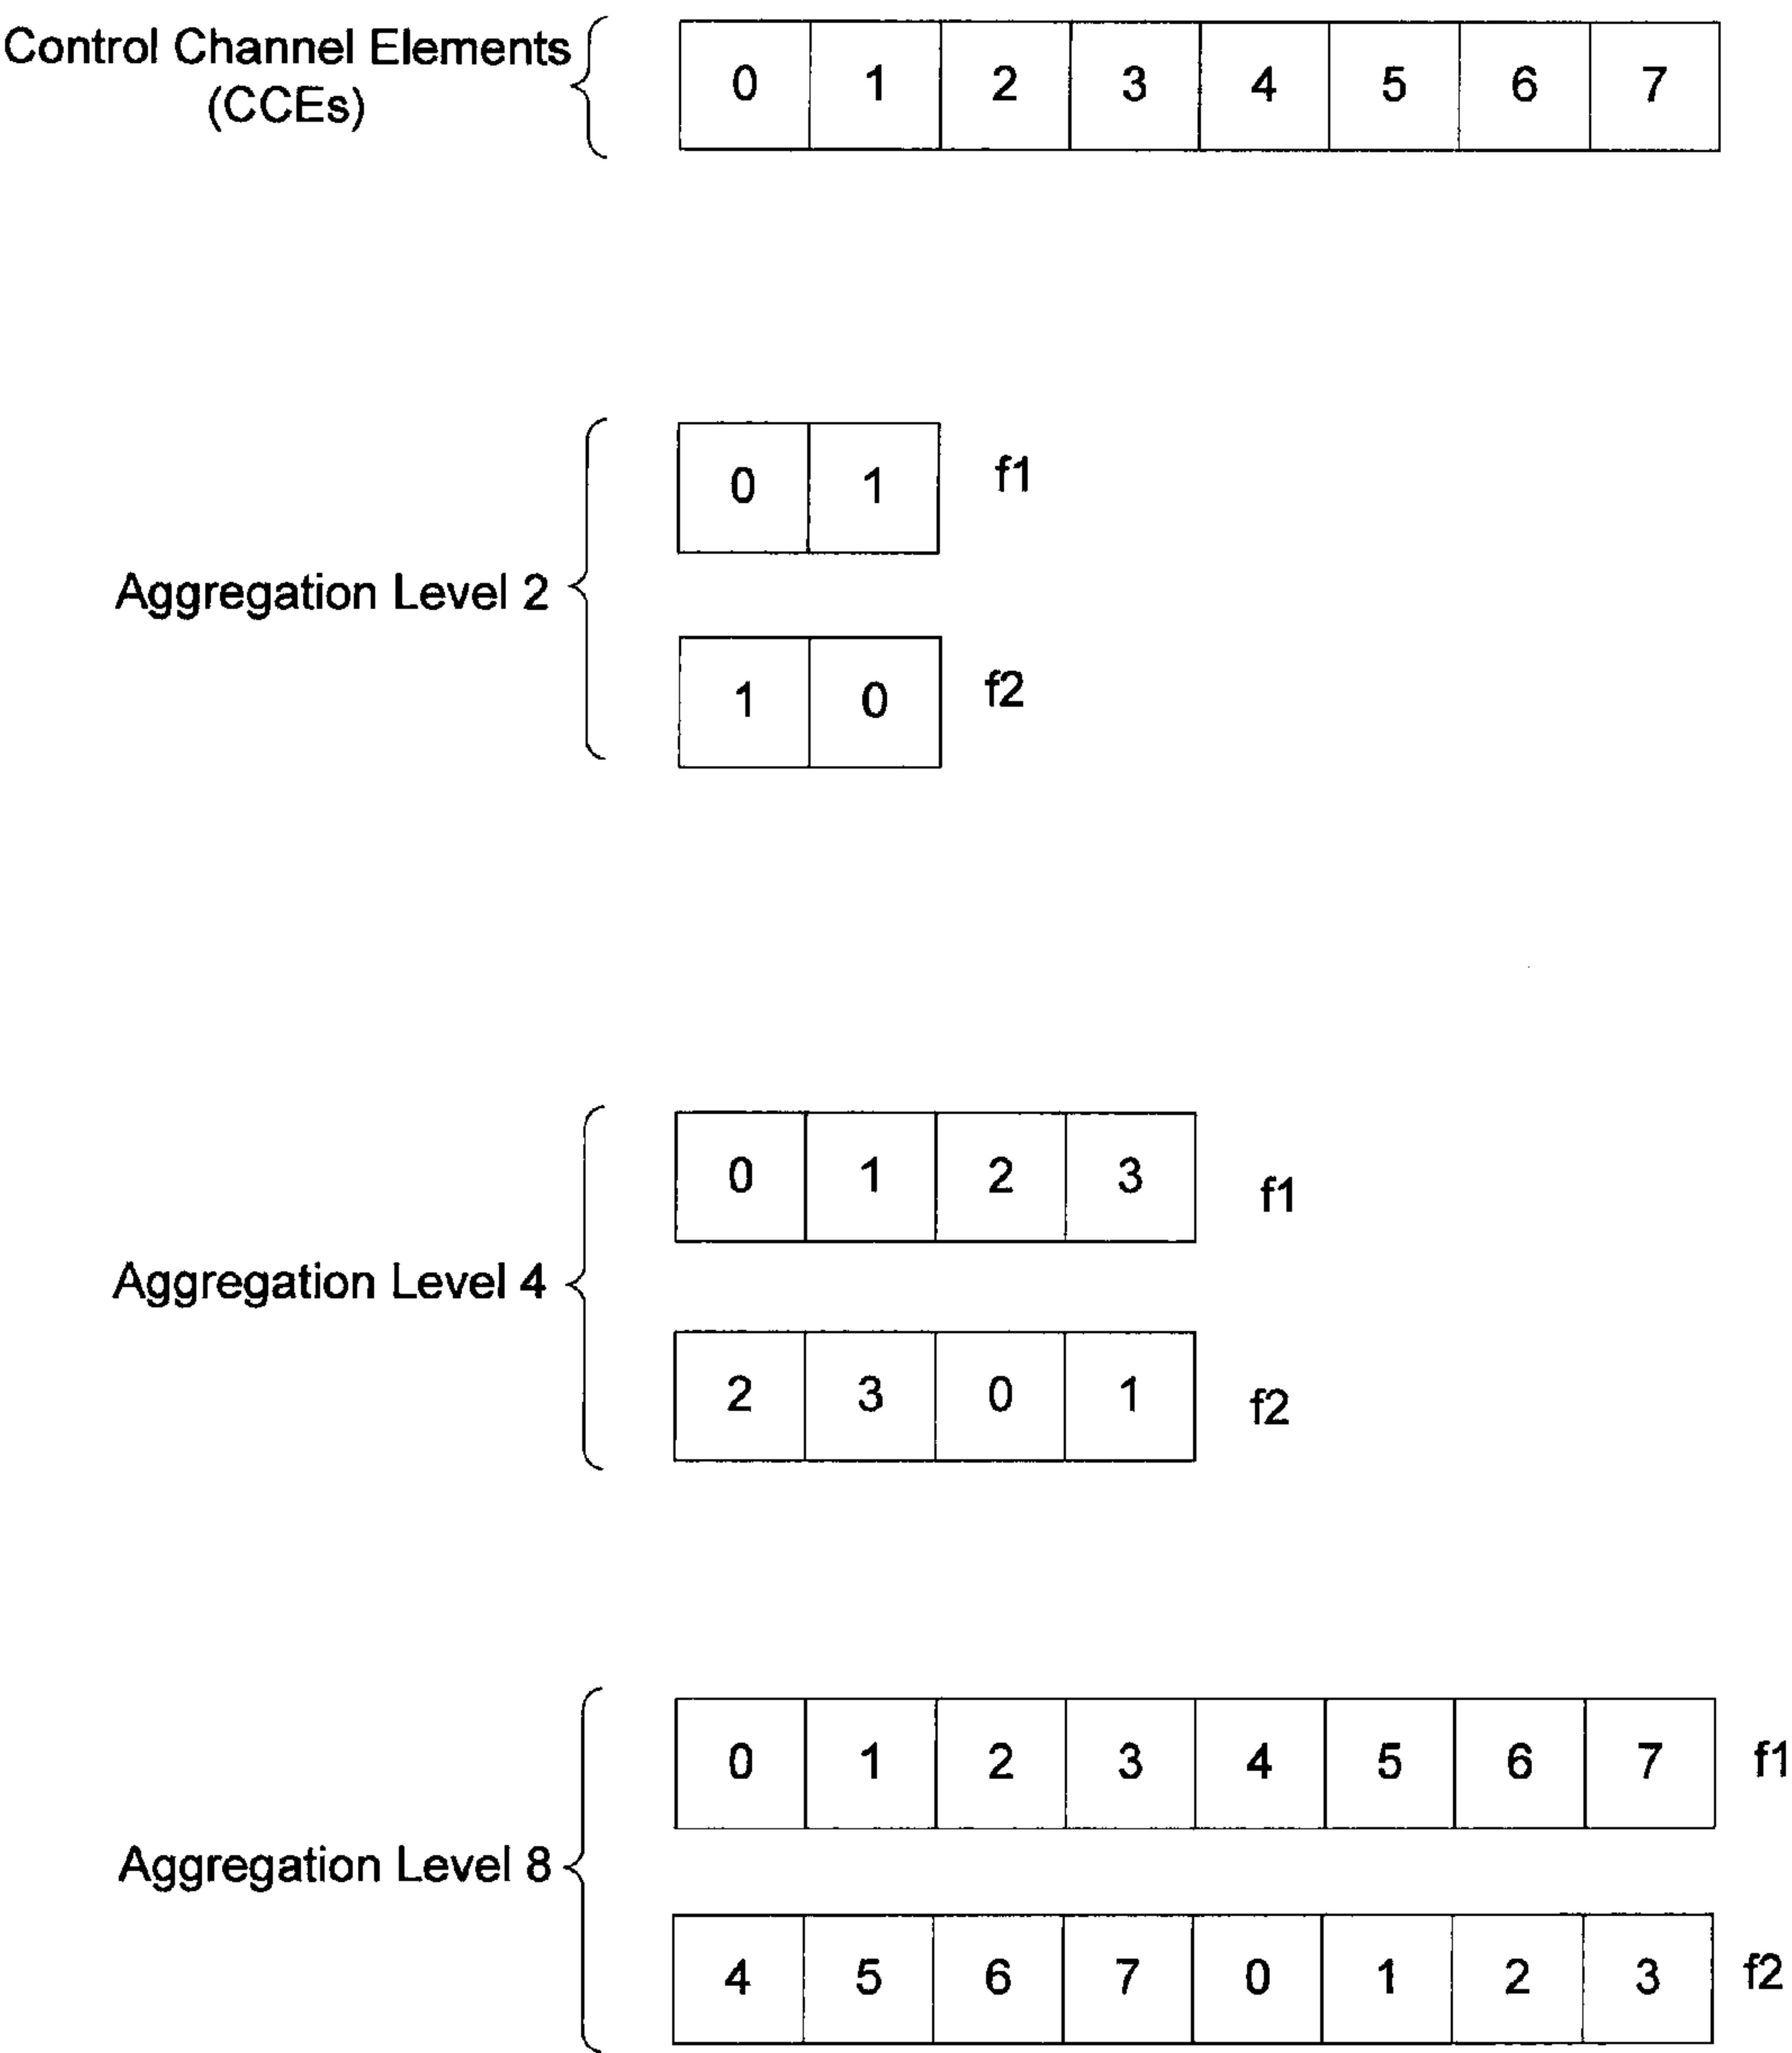 Control Channel Elements
(CCEs)
0 1 2 3 4 5 6 7
Aggregation Level 2
0 1 f1
1 0 f2
Aggregation Level 4
0 1 2 3 f1
2 3 0 1 f2
Aggregation Level 8
0 1 2 3 4 5 6 7 f1
4 5 6 7 0 1 2 3 f2